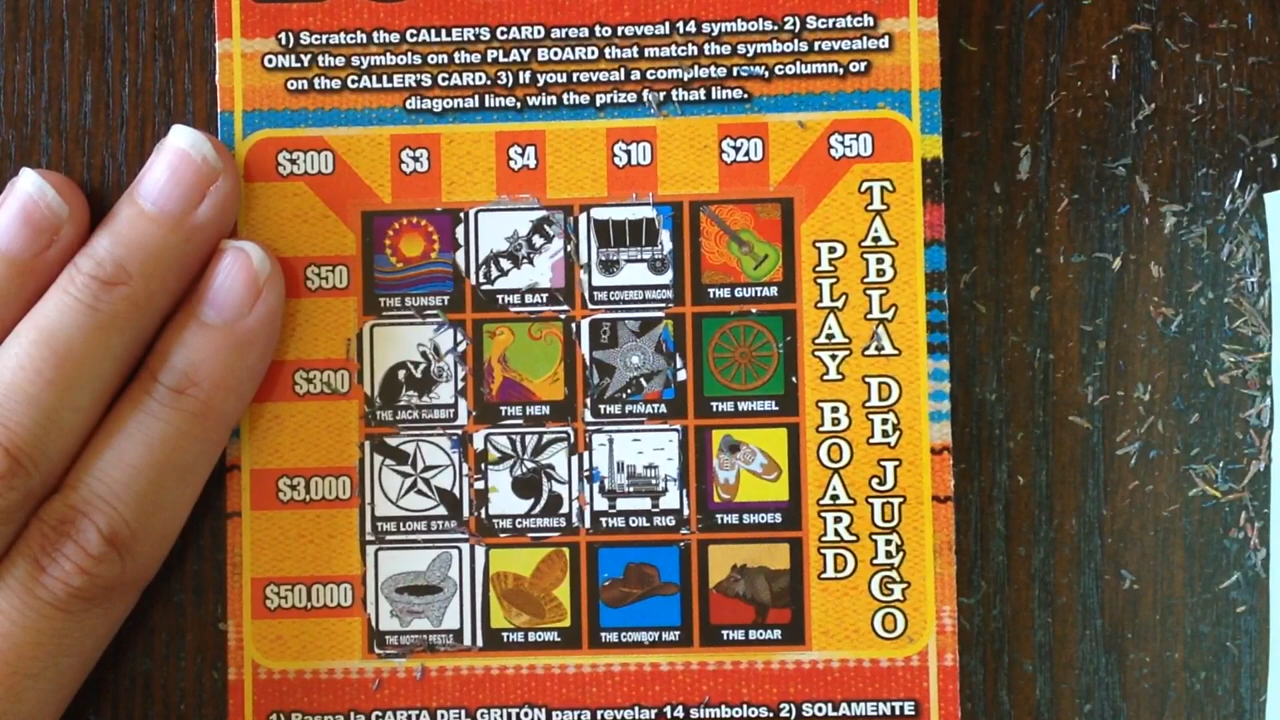 1) Scratch the CALLER'S CARD area to reveal 14 symbols. 2) Scratch
ONLY the symbols on the PLAY BOARD that match the symbols revealed
on the CALLER'S CARD. 3) If you reveal a complete row, column, or
diagonal line, win the prize for that line.
$300 $3 $4 $10 $20 $50
$50
THE SUNSET THE BAT THE COVERED WAGON THE GUITAR
$300
THE JACK RABBIT THE HEN THE PIÑATA THE WHEEL
$3,000
THE LONE STAR THE CHERRIES THE OIL RIG THE SHOES
$50,000
THE MORTAR PESTLE THE BOWL THE COWBOY HAT THE BOAR
PLAY BOARD
TABLA DE JUEGO
1) Raspa la CARTA DEL GRITÓN para revelar 14 símbolos. 2) SOLAMENTE